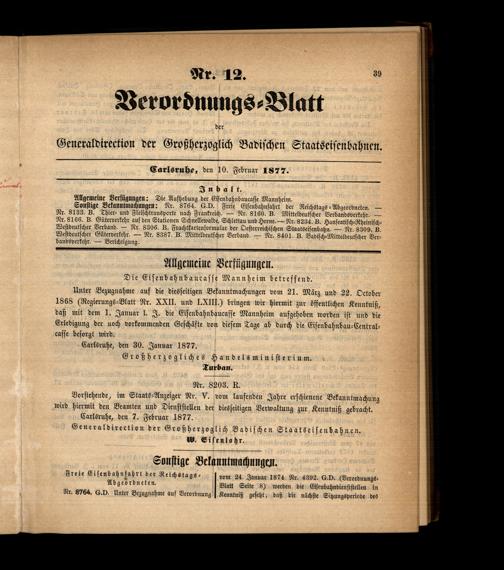 39
Nr. 12.
Verordnungs-Blatt
der
Generaldirection der Großherzoglich Badischen Staatseisenbahnen.
Carlsruhe, den 10. Februar 1877.
Inhalt.
Allgemeine Verfügungen: Die Aufhebung der Eisenbahnbaucasse Mannheim.
Sonstige Bekanntmachungen: Nr. 8764. G.D. Freie Eisenbahnfahrt der Reichstags-Abgeordneten. —
Nr. 8133. B. Thier- und Fleischtransporte nach Frankreich. — Nr. 8160. B. Mitteldeutscher Verbandsverkehr. —
Nr. 8166. B. Güterverkehr auf den Stationen Schnellewalde, Schlettau und Herne. — Nr. 8234. B. Hanseatisch-Rheinisch-
Westdeutscher Verband. — Nr. 8306. B. Frachtkartenformular der Oesterreichischen Staatsbahn. — Nr. 8309. B.
Westdeutscher Güterverkehr. — Nr. 8387. B. Mitteldeutscher Verband. — Nr. 8401. B. Badisch-Mitteldeutscher Ver-
bandsverkehr. — Berichtigung.
Allgemeine Verfügungen.
Die Eisenbahnbaucasse Mannheim betreffend.
Unter Bezugnahme auf die diesseitigen Bekanntmachungen vom 21. März und 22. October
1868 (Regierungs-Blatt Nr. XXII. und LXIII.) bringen wir hiermit zur öffentlichen Kenntniß,
daß mit dem 1. Januar l. J. die Eisenbahnbaucasse Mannheim aufgehoben worden ist und die
Erledigung der noch vorkommenden Geschäfte von diesem Tage ab durch die Eisenbahnbau-Central-
casse besorgt wird.
Carlsruhe, den 30. Januar 1877.
Großherzogliches Handelsministerium.
Turban.
Nr. 8203. R.
Vorstehende, im Staats-Anzeiger Nr. V. vom laufenden Jahre erschienene Bekanntmachung
wird hiermit den Beamten und Dienststellen der diesseitigen Verwaltung zur Kenntniß gebracht.
Carlsruhe, den 7. Februar 1877.
Generaldirection der Großherzoglich Badischen Staatseisenbahnen.
W. Eisenlohr.
Sonstige Bekanntmachungen.
Freie Eisenbahnfahrt der Reichstags-
Abgeordneten.
Nr. 8764. G.D. Unter Bezugnahme auf Verordnung
vom 24. Januar 1874 Nr. 4392. G.D. (Verordnungs-
Blatt Seite 8) werden die Eisenbahndienststellen in
Kenntniß gesetzt, daß die nächste Sitzungsperiode des